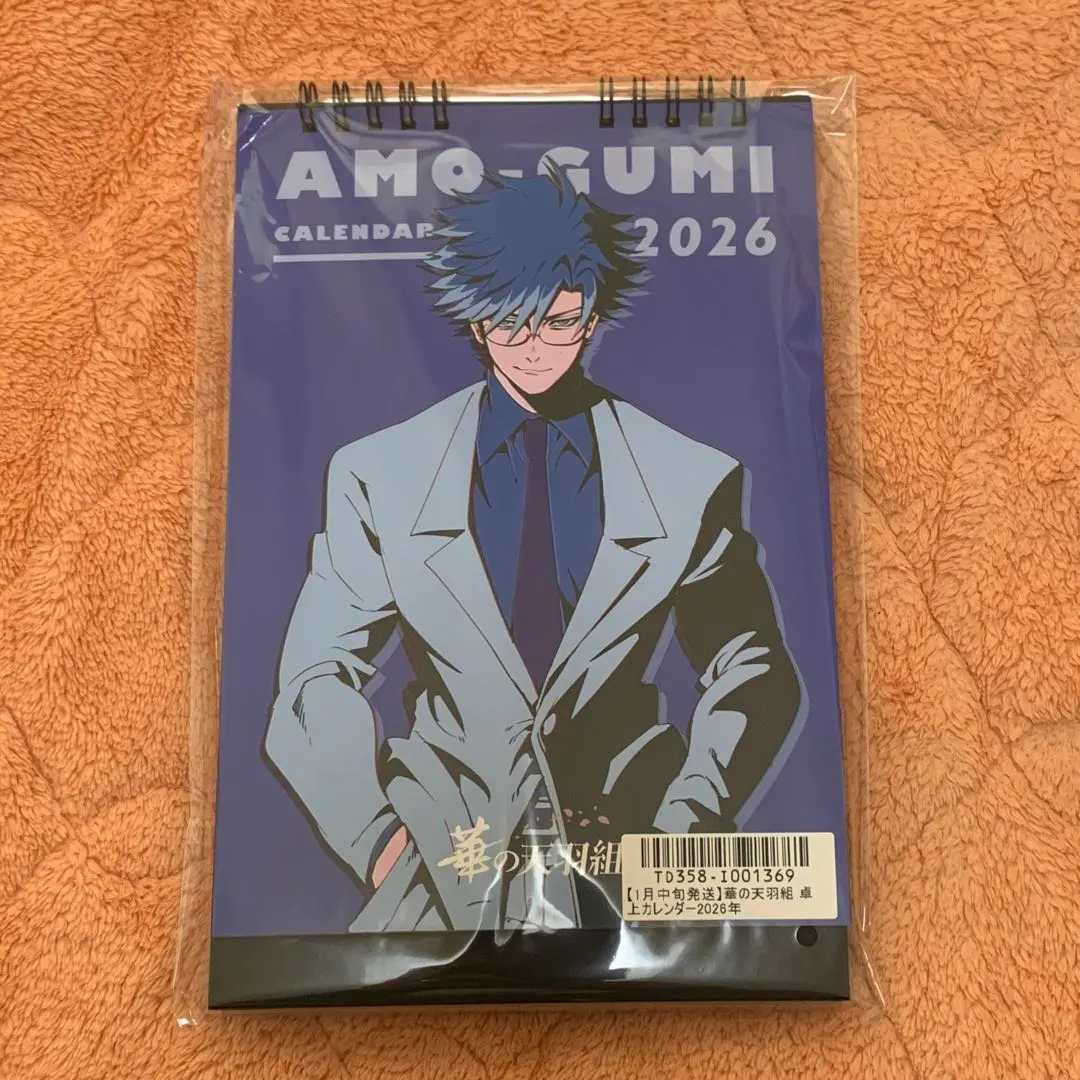 AMO-GUMI
CALENDAR 2026
華の天羽組
TD358-I001369
【1月中旬発送】華の天羽組 卓
上カレンダー2026年